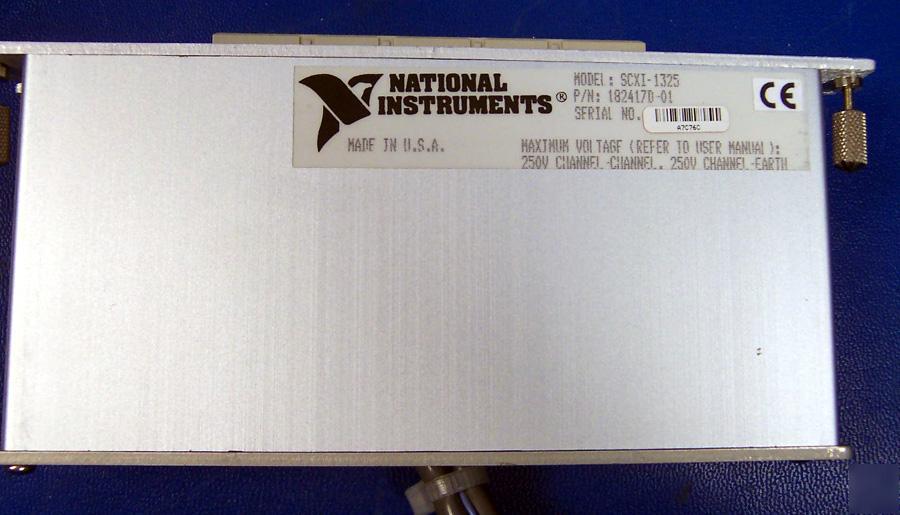 NATIONAL
INSTRUMENTS®
MODEL: SCXI-1325
P/N: 182417D-01
SERIAL NO.
A7C76C
CE
MADE IN U.S.A.
MAXIMUM VOLTAGE (REFER TO USER MANUAL):
250V CHANNEL-CHANNEL, 250V CHANNEL-EARTH